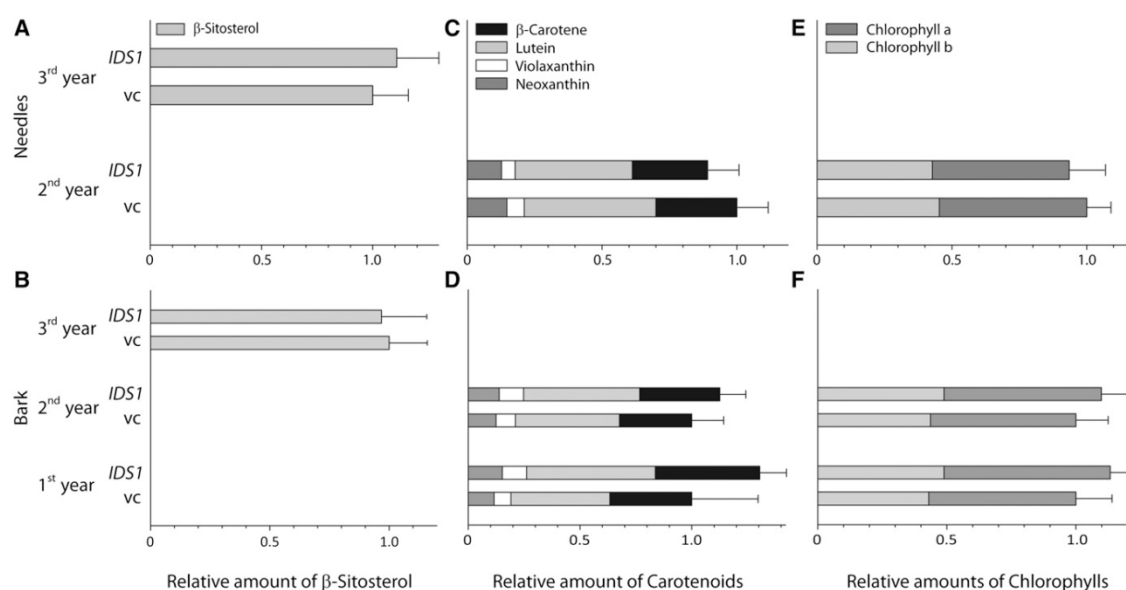 A
β-Sitosterol
IDS1
3rd year
vc
Needles
IDS1
2nd year
vc
0 0.5 1.0
C
β-Carotene
Lutein
Violaxanthin
Neoxanthin
0 0.5 1.0
E
Chlorophyll a
Chlorophyll b
0 0.5 1.0
B
IDS1
3rd year
vc
Bark
IDS1
2nd year
vc
IDS1
1st year
vc
0 0.5 1.0
Relative amount of β-Sitosterol
D
0 0.5 1.0
Relative amount of Carotenoids
F
0 0.5 1.0
Relative amounts of Chlorophylls